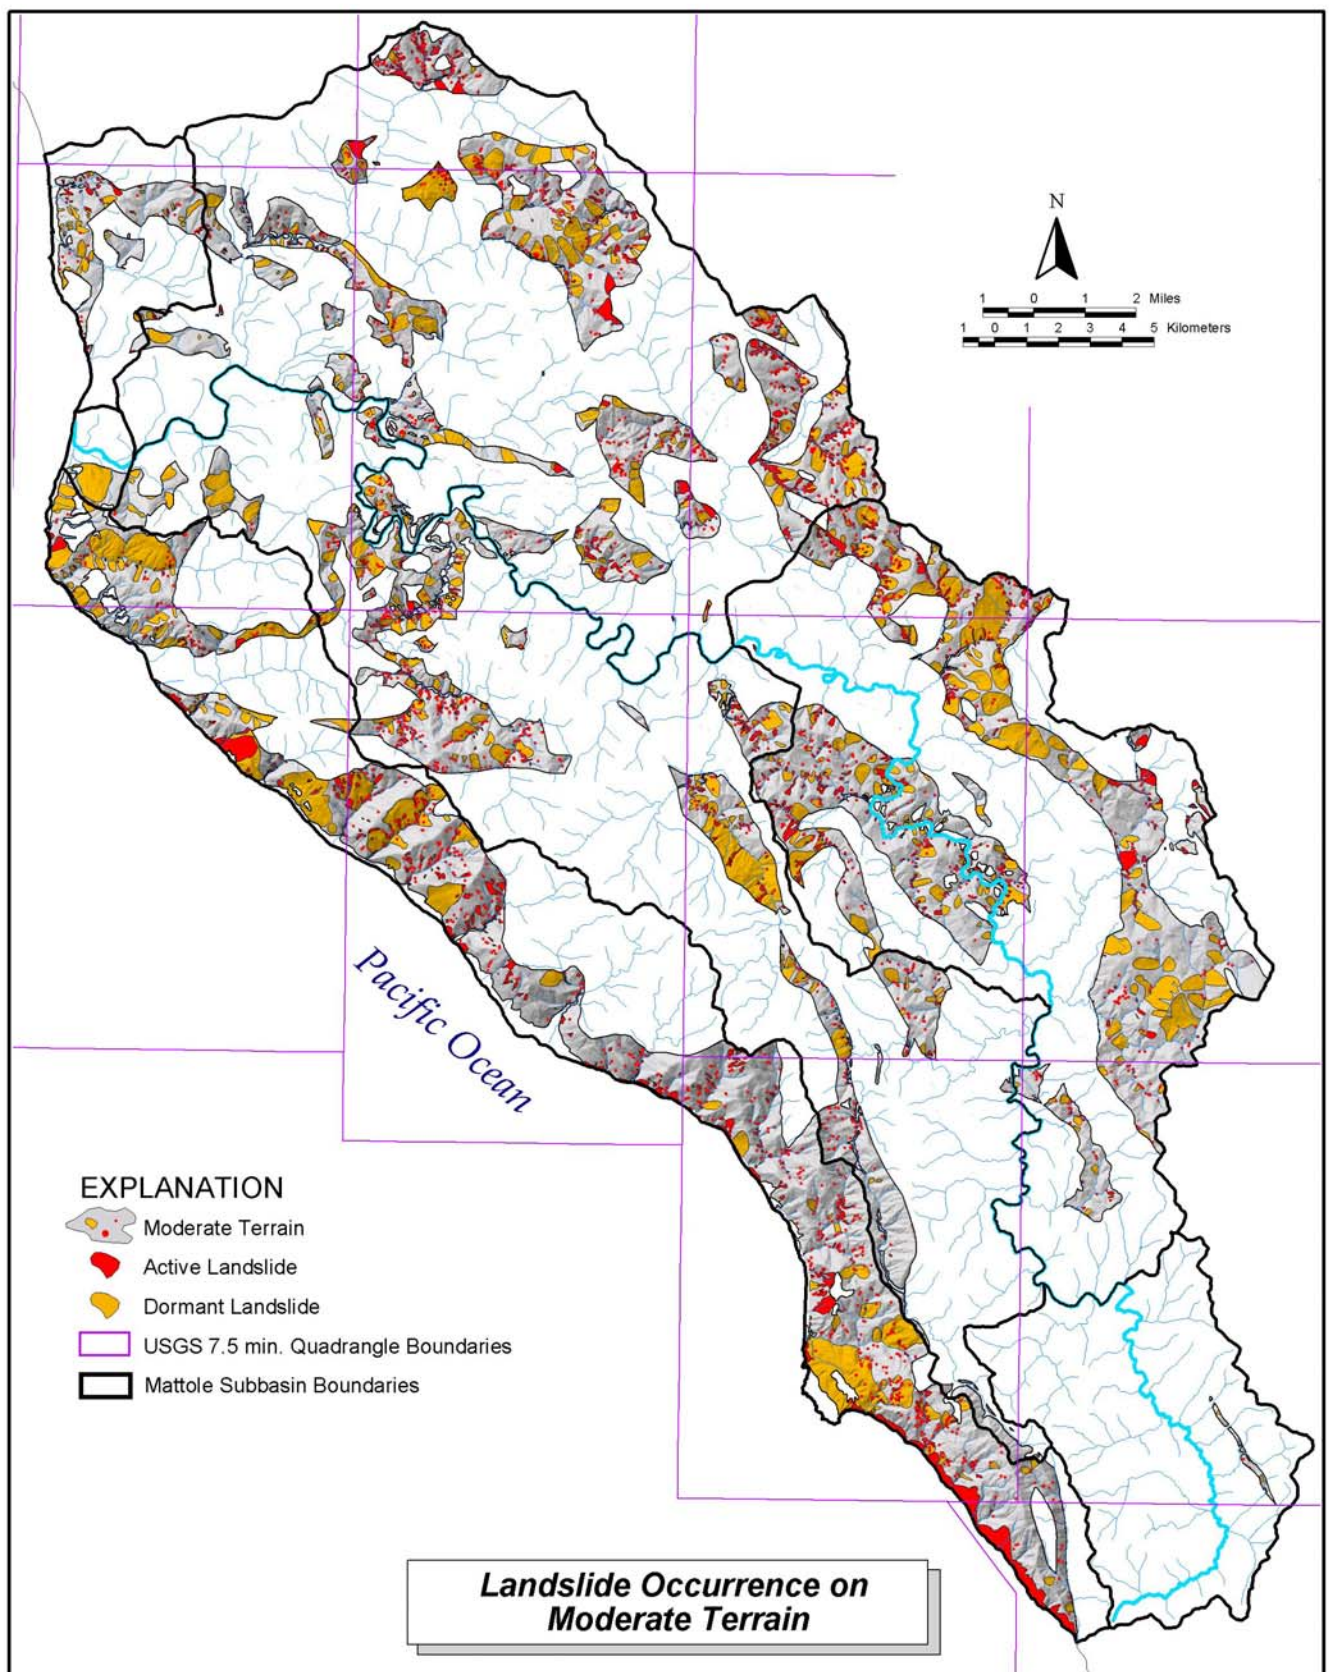 N
1 0 1 2 Miles
1 0 1 2 3 4 5 Kilometers
Pacific Ocean
EXPLANATION
Moderate Terrain
Active Landslide
Dormant Landslide
USGS 7.5 min. Quadrangle Boundaries
Mattole Subbasin Boundaries
Landslide Occurrence on
Moderate Terrain